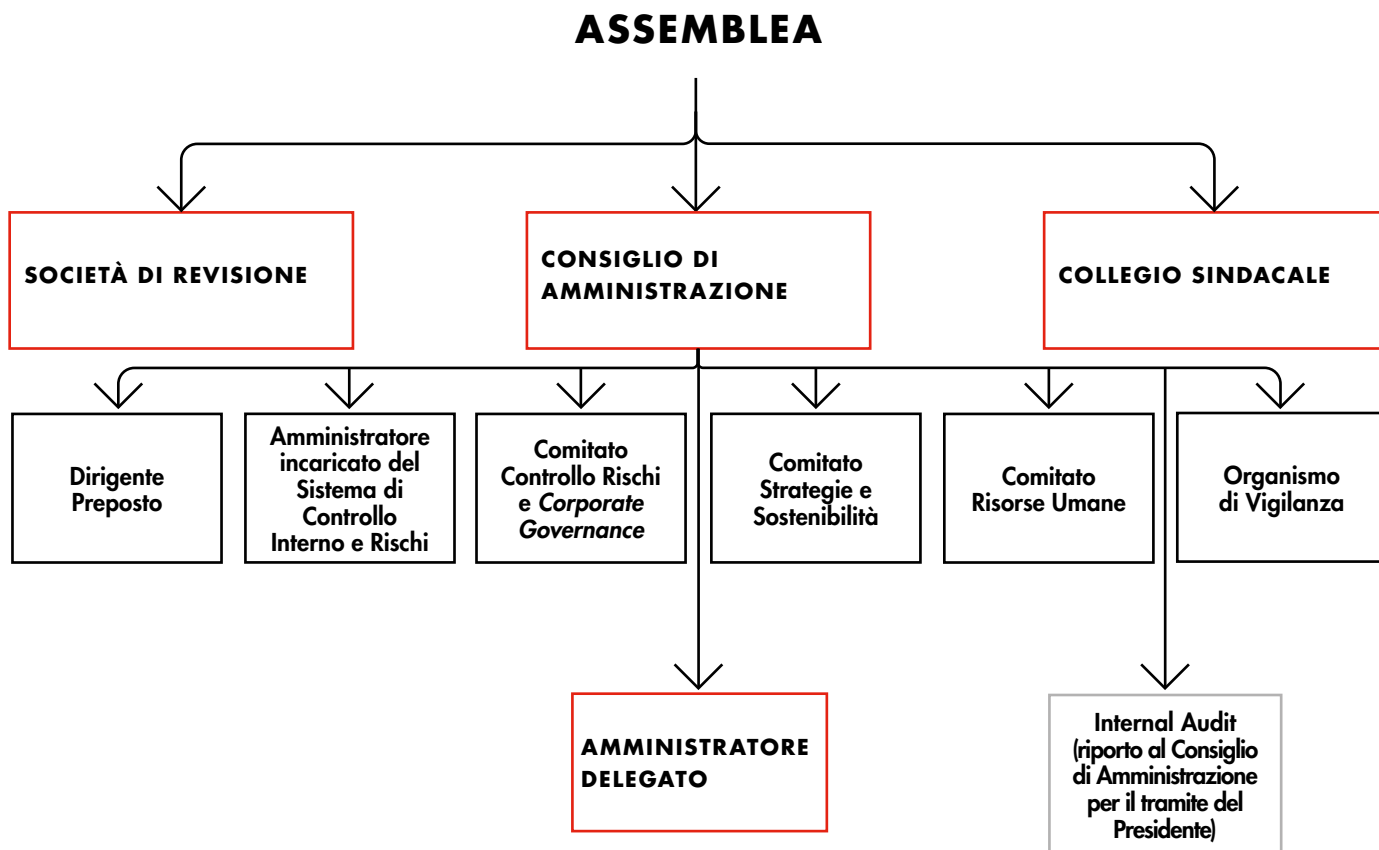 ASSEMBLEA
SOCIETÀ DI REVISIONE
CONSIGLIO DI
AMMINISTRAZIONE
COLLEGIO SINDACALE
Dirigente
Preposto
Amministratore
incaricato del
Sistema di
Controllo
Interno e Rischi
Comitato
Controllo Rischi
e Corporate
Governance
Comitato
Strategie e
Sostenibilità
Comitato
Risorse Umane
Organismo
di Vigilanza
AMMINISTRATORE
DELEGATO
Internal Audit
(riporto al Consiglio
di Amministrazione
per il tramite del
Presidente)